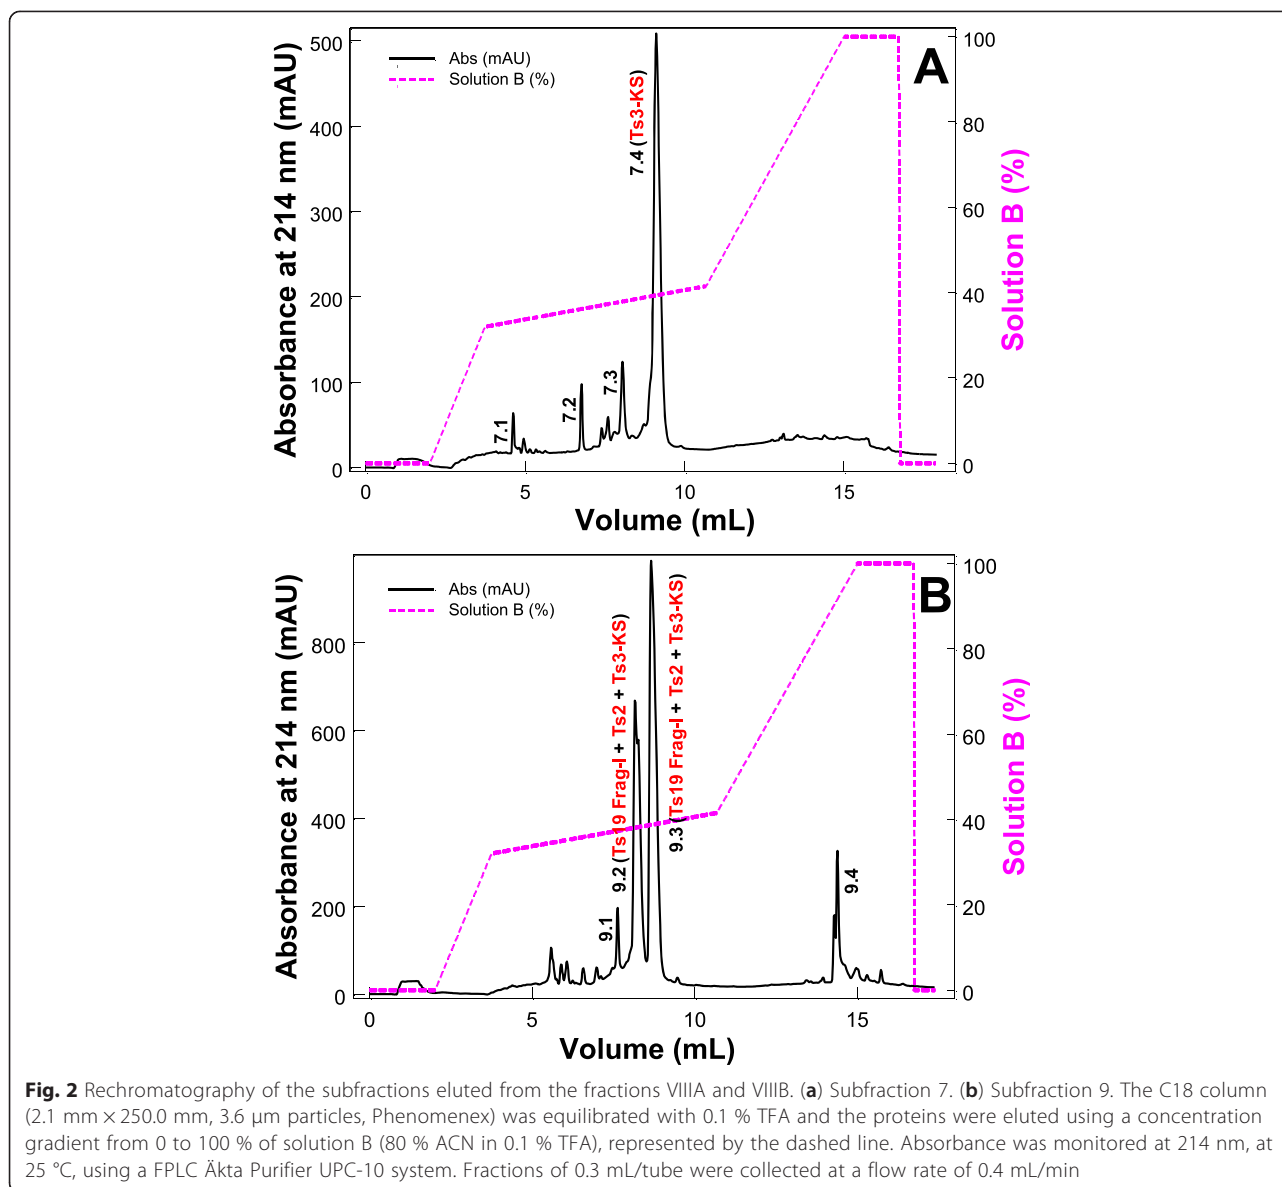 A
Abs (mAU)
Solution B (%)
Absorbance at 214 nm (mAU)
500
400
300
200
100
0
7.1
7.2
7.3
7.4 (Ts3-KS)
100
80
60
40
20
0
Solution B (%)
0 5 10 15
Volume (mL)
B
Abs (mAU)
Solution B (%)
Absorbance at 214 nm (mAU)
800
600
400
200
0
9.1
9.2 (Ts19 Frag-I + Ts2 + Ts3-KS)
9.3 (Ts19 Frag-I + Ts2 + Ts3-KS)
9.4
100
80
60
40
20
0
Solution B (%)
0 5 10 15
Volume (mL)
Fig. 2 Rechromatography of the subfractions eluted from the fractions VIIIA and VIIIB. (a) Subfraction 7. (b) Subfraction 9. The C18 column
(2.1 mm × 250.0 mm, 3.6 μm particles, Phenomenex) was equilibrated with 0.1 % TFA and the proteins were eluted using a concentration
gradient from 0 to 100 % of solution B (80 % ACN in 0.1 % TFA), represented by the dashed line. Absorbance was monitored at 214 nm, at
25 °C, using a FPLC Äkta Purifier UPC-10 system. Fractions of 0.3 mL/tube were collected at a flow rate of 0.4 mL/min